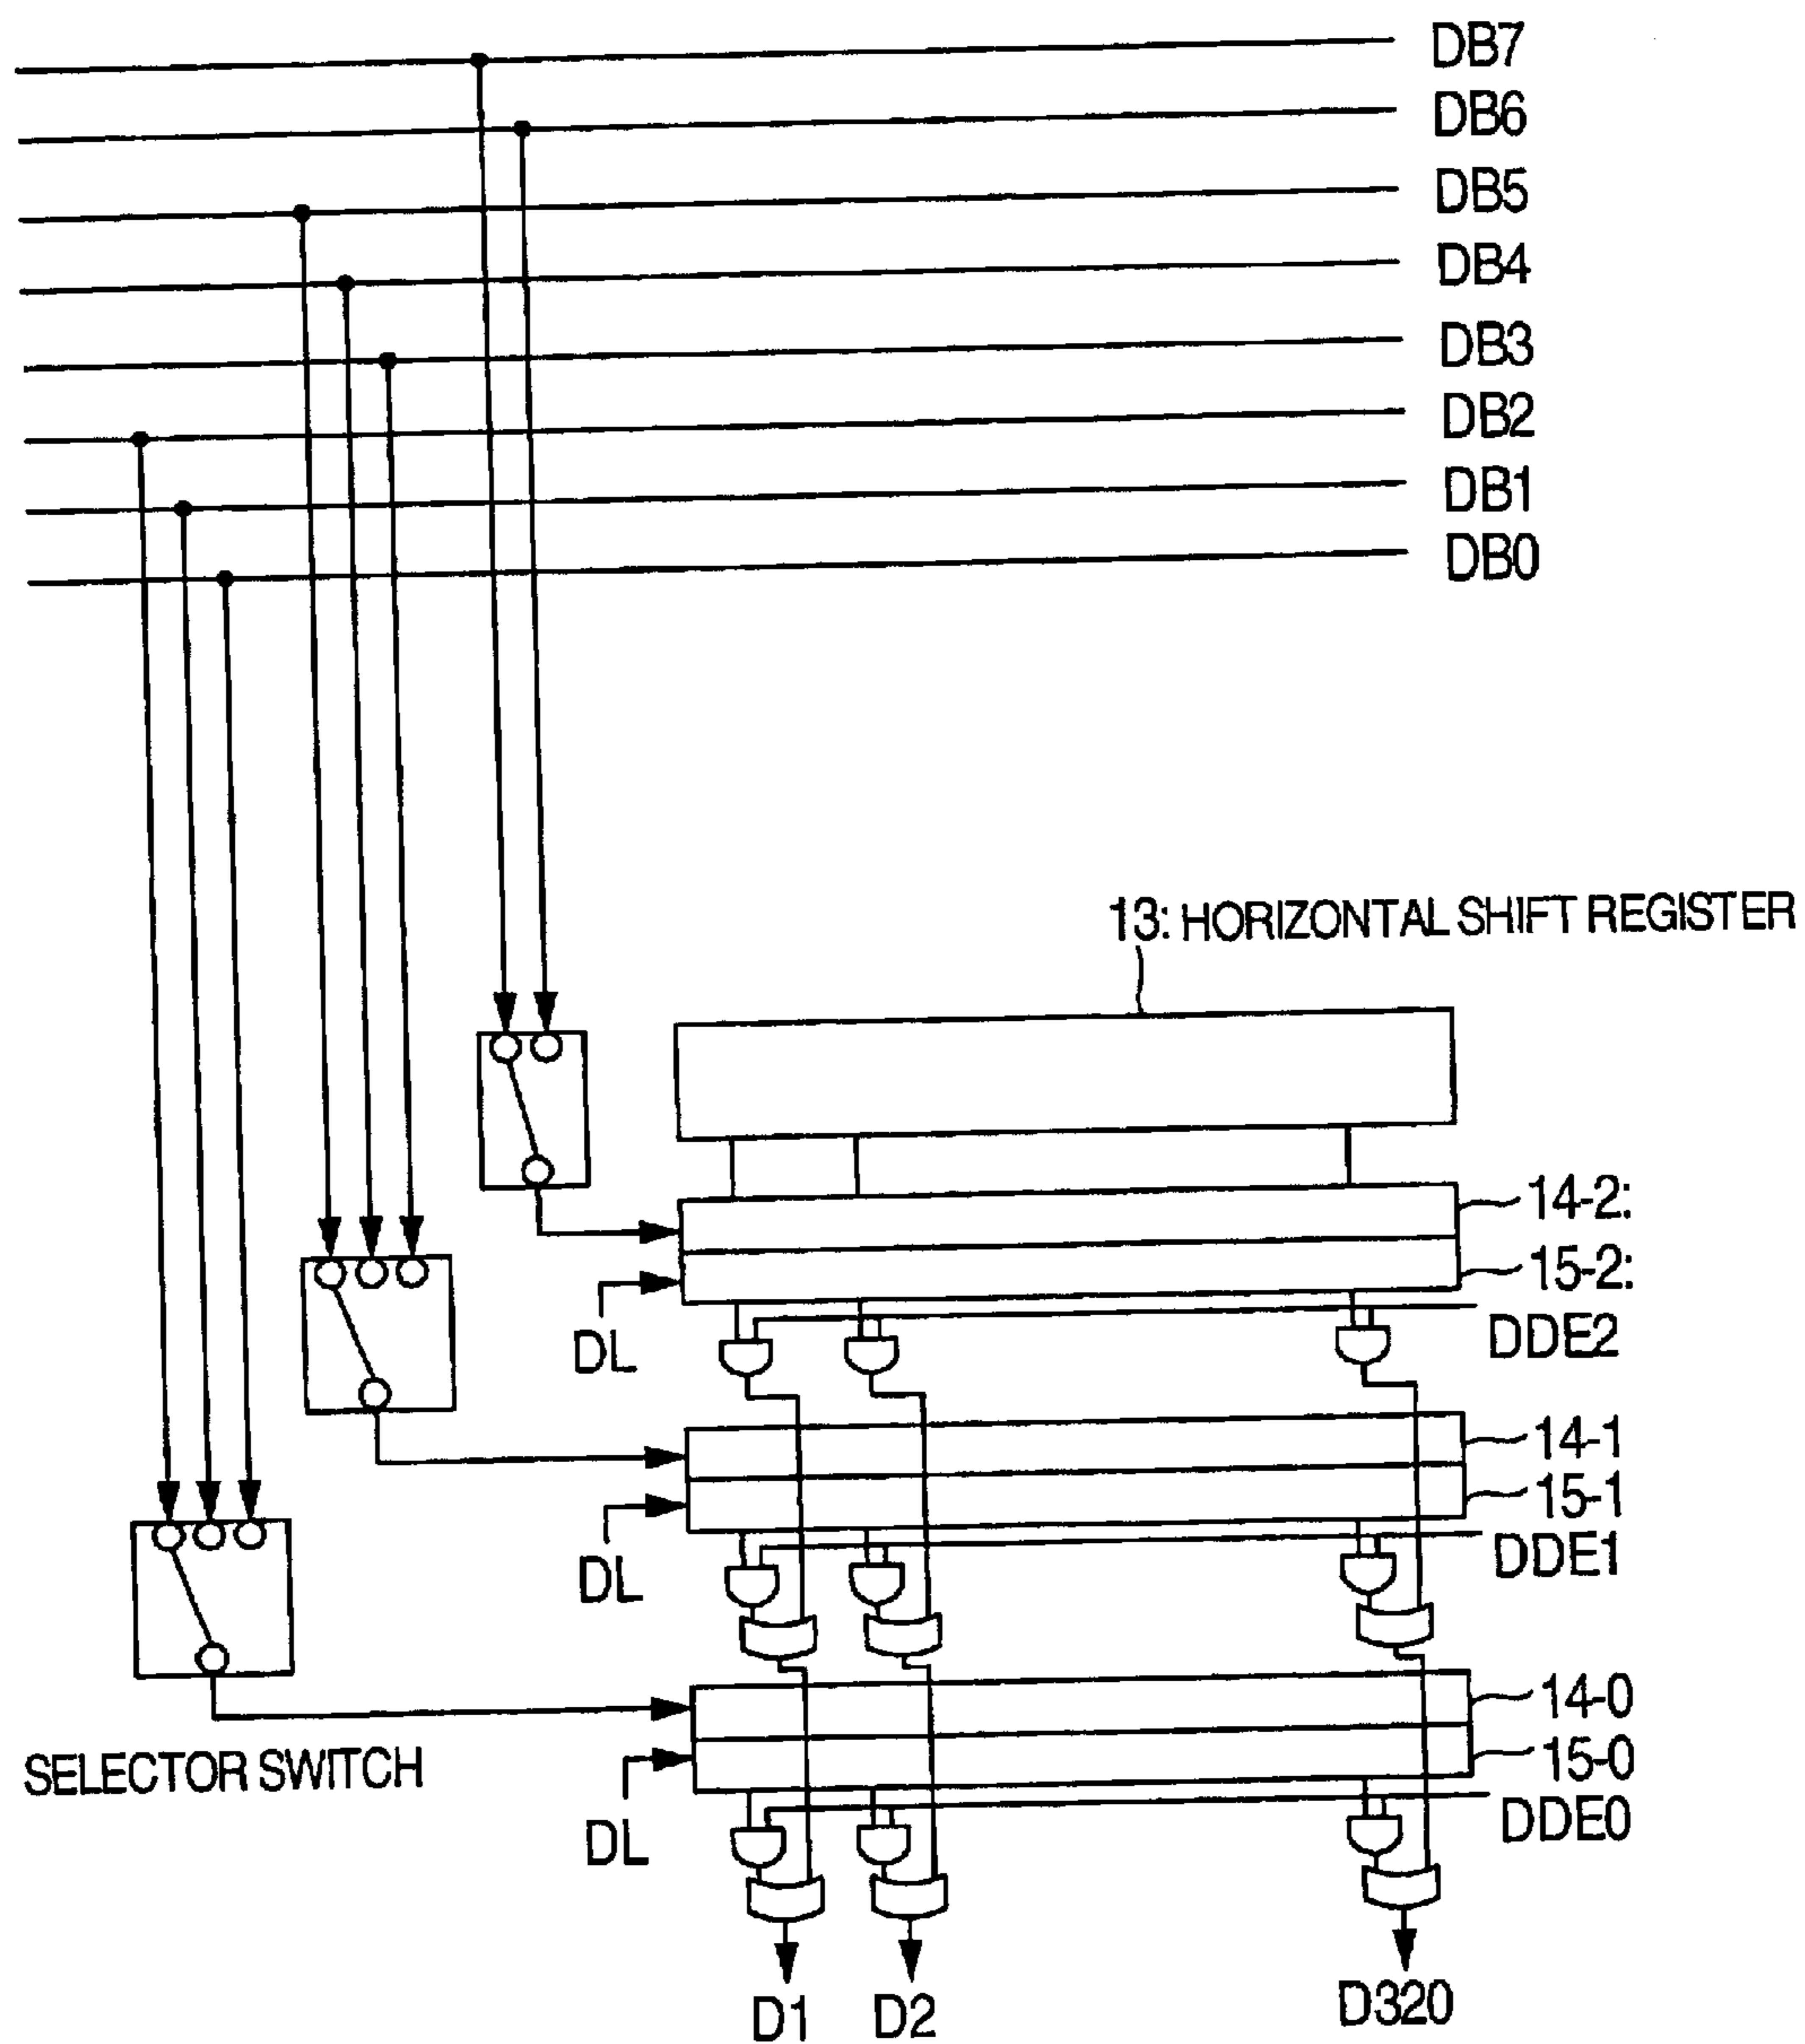 DB7
DB6
DB5
DB4
DB3
DB2
DB1
DB0
13: HORIZONTAL SHIFT REGISTER
14-2:
15-2:
DL
DDE2
14-1
15-1
DL
DDE1
14-0
SELECTOR SWITCH
15-0
DL
DDE0
D1
D2
D320